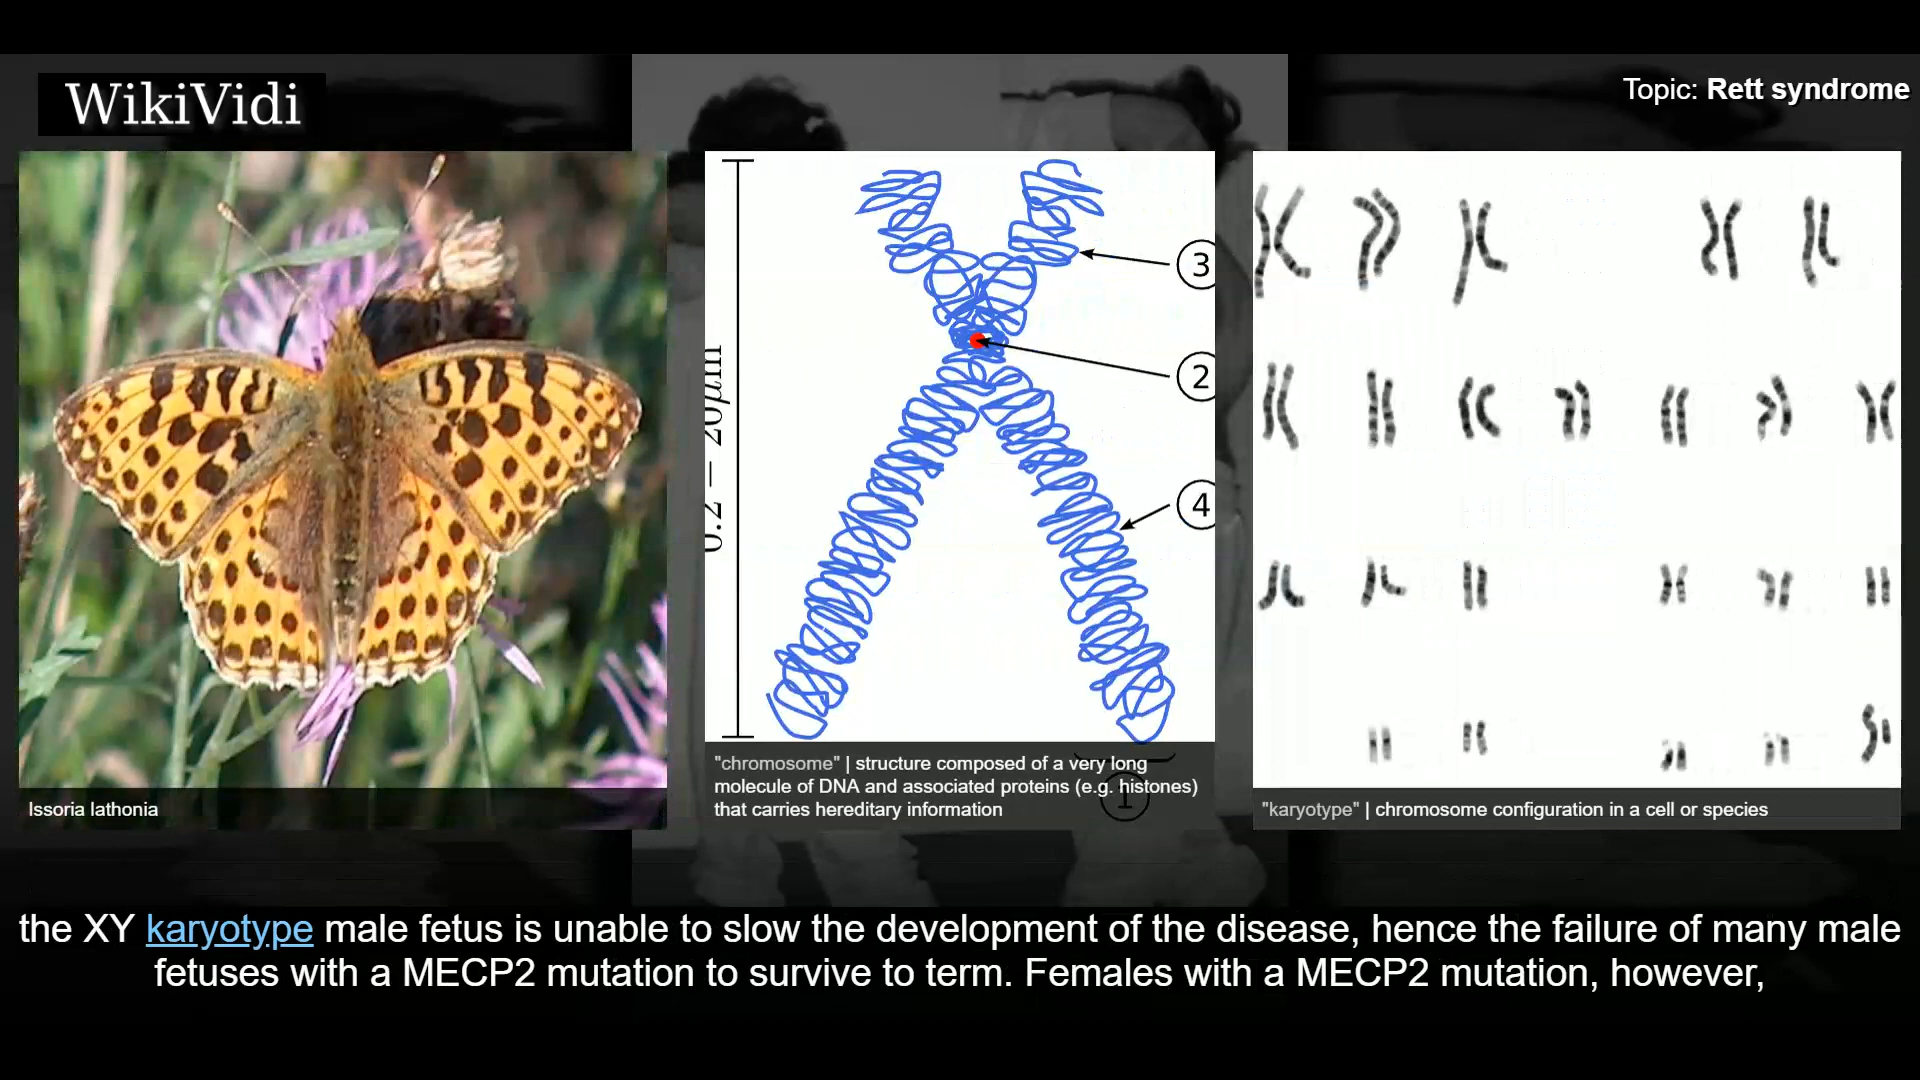 WikiVidi
Topic: Rett syndrome
3
2
4
0.2 – 20μm
1
Issoria lathonia
"chromosome" | structure composed of a very long
molecule of DNA and associated proteins (e.g. histones)
that carries hereditary information
"karyotype" | chromosome configuration in a cell or species
the XY karyotype male fetus is unable to slow the development of the disease, hence the failure of many male
fetuses with a MECP2 mutation to survive to term. Females with a MECP2 mutation, however,